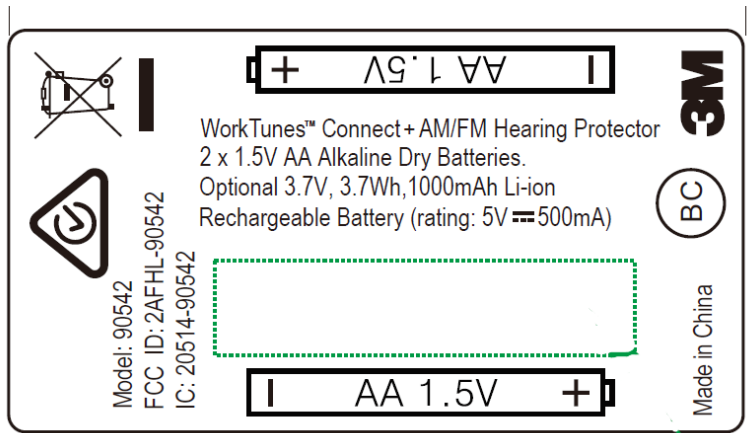 + AA 1.5V –
3M
WorkTunes™ Connect + AM/FM Hearing Protector
2 x 1.5V AA Alkaline Dry Batteries.
Optional 3.7V, 3.7Wh,1000mAh Li-ion
Rechargeable Battery (rating: 5V ⎓ 500mA)
BC
Model: 90542
FCC ID: 2AFHL-90542
IC: 20514-90542
Made in China
– AA 1.5V +